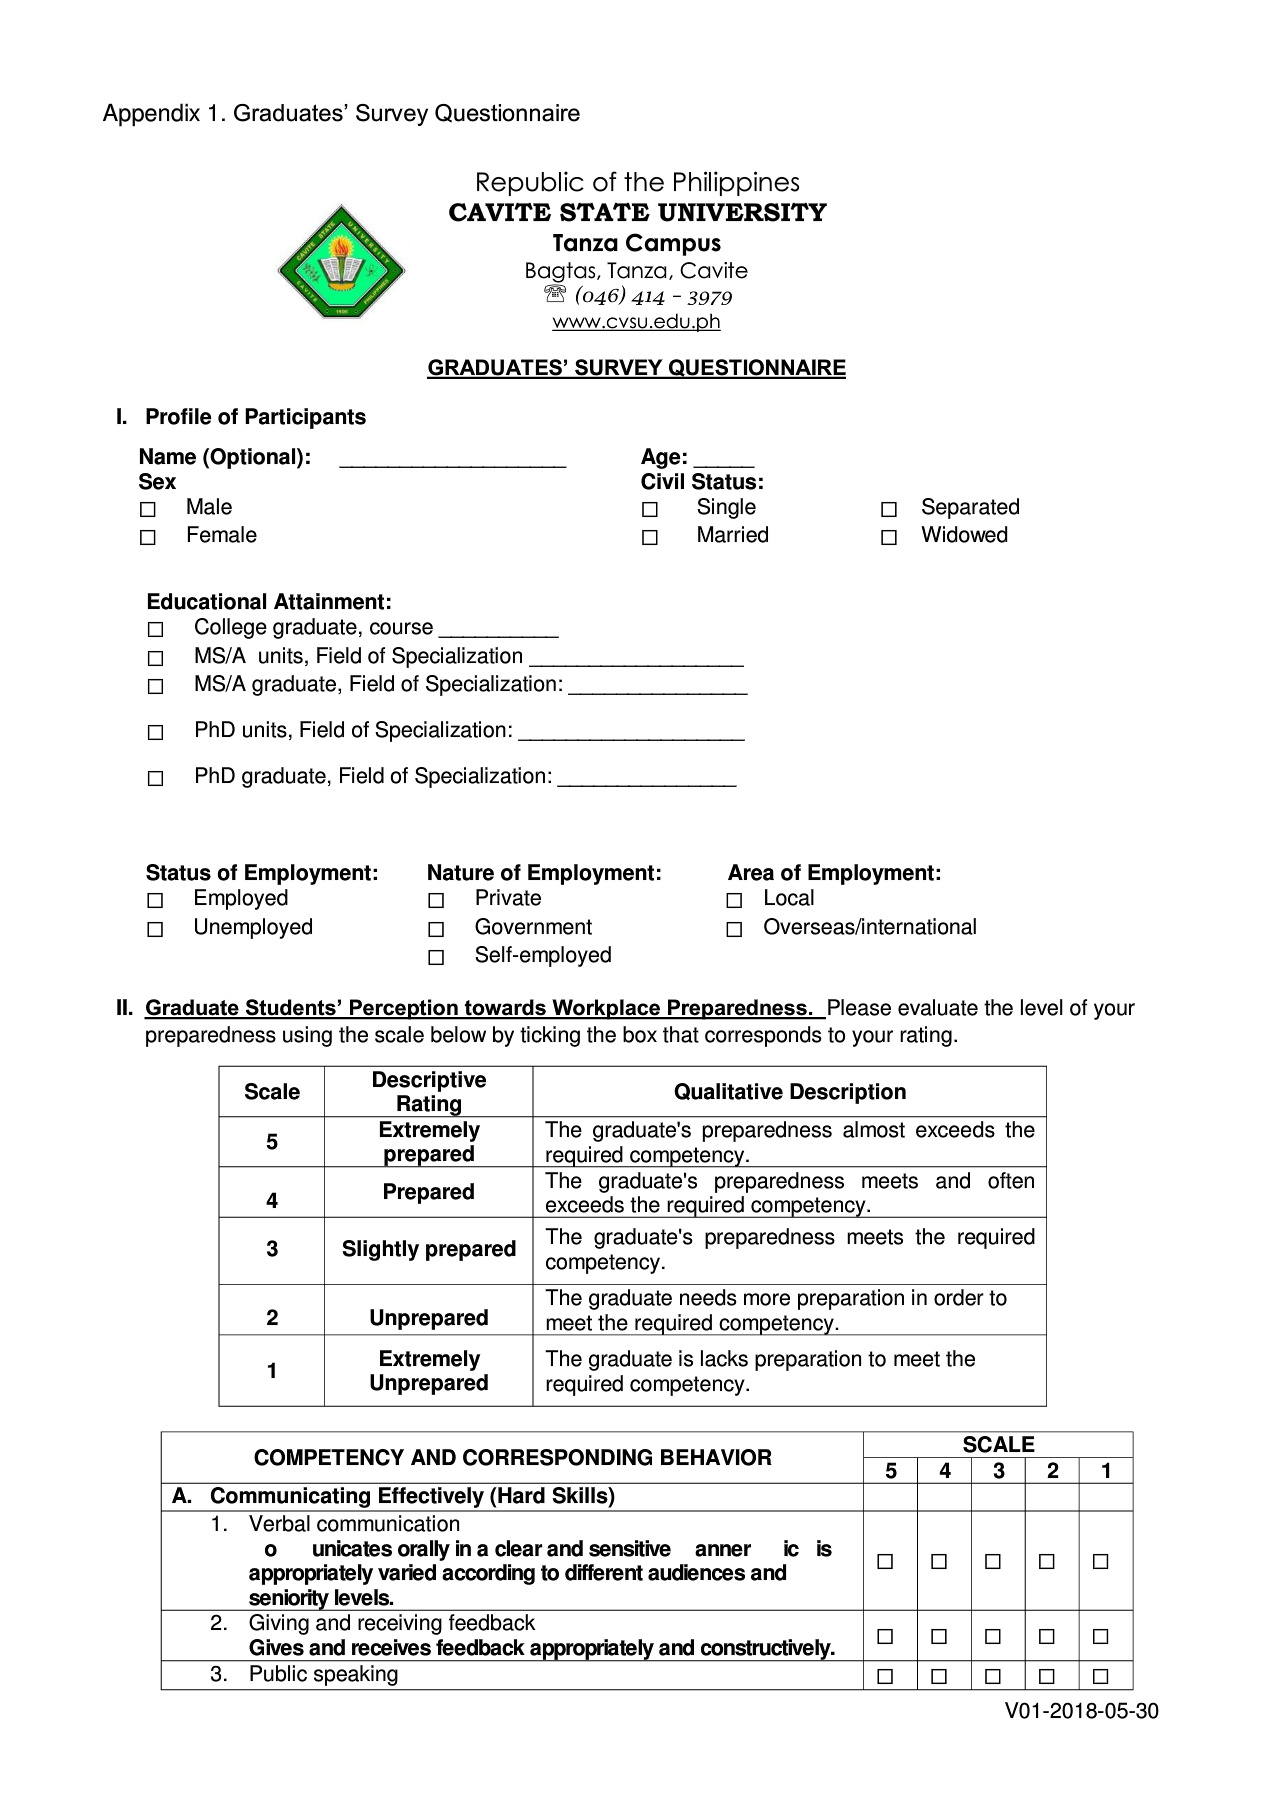 Appendix 1. Graduates’ Survey Questionnaire
Republic of the Philippines
CAVITE STATE UNIVERSITY
Tanza Campus
Bagtas, Tanza, Cavite
☏ (046) 414 - 3979
www.cvsu.edu.ph
CAVITE STATE UNIVERSITY
CAVITE PHILIPPINES
1906
GRADUATES’ SURVEY QUESTIONNAIRE
I. Profile of Participants
Name (Optional): ___________________ Age: _____
Sex Civil Status:
☐ Male ☐ Single ☐ Separated
☐ Female ☐ Married ☐ Widowed
Educational Attainment:
☐ College graduate, course __________
☐ MS/A units, Field of Specialization __________________
☐ MS/A graduate, Field of Specialization: _______________
☐ PhD units, Field of Specialization: ___________________
☐ PhD graduate, Field of Specialization: _______________
Status of Employment: Nature of Employment: Area of Employment:
☐ Employed ☐ Private ☐ Local
☐ Unemployed ☐ Government ☐ Overseas/international
☐ Self-employed
II. Graduate Students’ Perception towards Workplace Preparedness. Please evaluate the level of your
preparedness using the scale below by ticking the box that corresponds to your rating.
Scale Descriptive Rating Qualitative Description
5 Extremely prepared The graduate's preparedness almost exceeds the
required competency.
4 Prepared The graduate's preparedness meets and often
exceeds the required competency.
3 Slightly prepared The graduate's preparedness meets the required
competency.
2 Unprepared The graduate needs more preparation in order to
meet the required competency.
1 Extremely Unprepared The graduate is lacks preparation to meet the
required competency.
COMPETENCY AND CORRESPONDING BEHAVIOR SCALE
5 4 3 2 1
A. Communicating Effectively (Hard Skills)
1. Verbal communication
o unicates orally in a clear and sensitive anner ic is
appropriately varied according to different audiences and
seniority levels. ☐ ☐ ☐ ☐ ☐
2. Giving and receiving feedback
Gives and receives feedback appropriately and constructively. ☐ ☐ ☐ ☐ ☐
3. Public speaking ☐ ☐ ☐ ☐ ☐
V01-2018-05-30